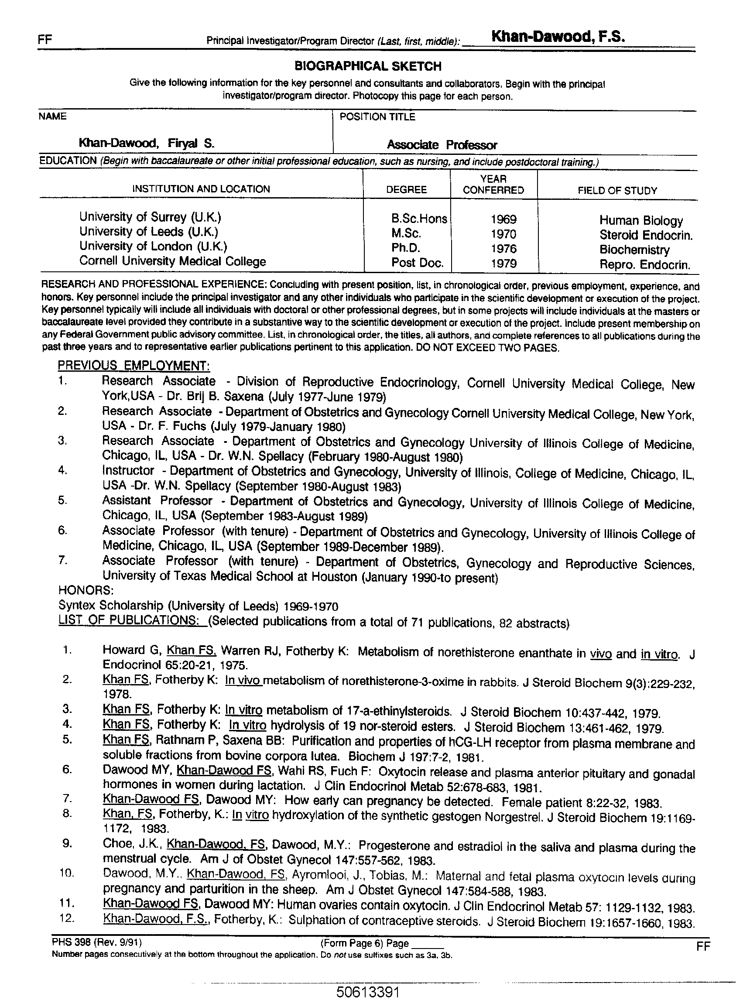 FF
Principal Investigator/Program Director (Last, first, middle): Khan-Dawood, F.S.
BIOGRAPHICAL SKETCH
Give the following information for the key personnel and consultants and collaborators. Begin with the principal
investigator/program director. Photocopy this page for each person.
NAME
POSITION TITLE
Khan-Dawood, Firyal S.
Associate Professor
EDUCATION (Begin with baccalaureate or other initial professional education, such as nursing, and include postdoctoral training.)
INSTITUTION AND LOCATION
DEGREE
YEAR
CONFERRED
FIELD OF STUDY
University of Surrey (U.K.) B.Sc.Hons 1969 Human Biology
University of Leeds (U.K.) M.Sc. 1970 Steroid Endocrin.
University of London (U.K.) Ph.D. 1976 Biochemistry
Cornell University Medical College Post Doc. 1979 Repro. Endocrin.
RESEARCH AND PROFESSIONAL EXPERIENCE: Concluding with present position, list, in chronological order, previous employment, experience, and
honors. Key personnel include the principal investigator and any other individuals who participate in the scientific development or execution of the project.
Key personnel typically will include all individuals with doctoral or other professional degrees, but in some projects will include individuals at the masters or
baccalaureate level provided they contribute in a substantive way to the scientific development or execution of the project. Include present membership on
any Federal Government public advisory committee. List, in chronological order, the titles, all authors, and complete references to all publications during the
past three years and to representative earlier publications pertinent to this application. DO NOT EXCEED TWO PAGES.
PREVIOUS EMPLOYMENT:
1. Research Associate - Division of Reproductive Endocrinology, Cornell University Medical College, New
York,USA - Dr. Brij B. Saxena (July 1977-June 1979)
2. Research Associate - Department of Obstetrics and Gynecology Cornell University Medical College, New York,
USA - Dr. F. Fuchs (July 1979-January 1980)
3. Research Associate - Department of Obstetrics and Gynecology University of Illinois College of Medicine,
Chicago, IL, USA - Dr. W.N. Spellacy (February 1980-August 1980)
4. Instructor - Department of Obstetrics and Gynecology, University of Illinois, College of Medicine, Chicago, IL,
USA -Dr. W.N. Spellacy (September 1980-August 1983)
5. Assistant Professor - Department of Obstetrics and Gynecology, University of Illinois College of Medicine,
Chicago, IL, USA (September 1983-August 1989)
6. Associate Professor (with tenure) - Department of Obstetrics and Gynecology, University of Illinois College of
Medicine, Chicago, IL, USA (September 1989-December 1989).
7. Associate Professor (with tenure) - Department of Obstetrics, Gynecology and Reproductive Sciences,
University of Texas Medical School at Houston (January 1990-to present)
HONORS:
Syntex Scholarship (University of Leeds) 1969-1970
LIST OF PUBLICATIONS: (Selected publications from a total of 71 publications, 82 abstracts)
1. Howard G, Khan FS, Warren RJ, Fotherby K: Metabolism of norethisterone enanthate in vivo and in vitro. J
Endocrinol 65:20-21, 1975.
2. Khan FS, Fotherby K: In vivo metabolism of norethisterone-3-oxime in rabbits. J Steroid Biochem 9(3):229-232,
1978.
3. Khan FS, Fotherby K: In vitro metabolism of 17-a-ethinylsteroids. J Steroid Biochem 10:437-442, 1979.
4. Khan FS, Fotherby K: In vitro hydrolysis of 19 nor-steroid esters. J Steroid Biochem 13:461-462, 1979.
5. Khan FS, Rathnam P, Saxena BB: Purification and properties of hCG-LH receptor from plasma membrane and
soluble fractions from bovine corpora lutea. Biochem J 197:7-2, 1981.
6. Dawood MY, Khan-Dawood FS, Wahi RS, Fuch F: Oxytocin release and plasma anterior pituitary and gonadal
hormones in women during lactation. J Clin Endocrinol Metab 52:678-683, 1981.
7. Khan-Dawood FS, Dawood MY: How early can pregnancy be detected. Female patient 8:22-32, 1983.
8. Khan, FS, Fotherby, K.: In vitro hydroxylation of the synthetic gestogen Norgestrel. J Steroid Biochem 19:1169-
1172, 1983.
9. Choe, J.K., Khan-Dawood, FS, Dawood, M.Y.: Progesterone and estradiol in the saliva and plasma during the
menstrual cycle. Am J of Obstet Gynecol 147:557-562, 1983.
10. Dawood, M.Y., Khan-Dawood, FS, Ayromlooi, J., Tobias, M.: Maternal and fetal plasma oxytocin levels during
pregnancy and parturition in the sheep. Am J Obstet Gynecol 147:584-588, 1983.
11. Khan-Dawood FS, Dawood MY: Human ovaries contain oxytocin. J Clin Endocrinol Metab 57: 1129-1132, 1983.
12. Khan-Dawood, F.S., Fotherby, K.: Sulphation of contraceptive steroids. J Steroid Biochem 19:1657-1660, 1983.
PHS 398 (Rev. 9/91) (Form Page 6) Page ____ FF
Number pages consecutively at the bottom throughout the application. Do not use suffixes such as 3a, 3b.
50613391